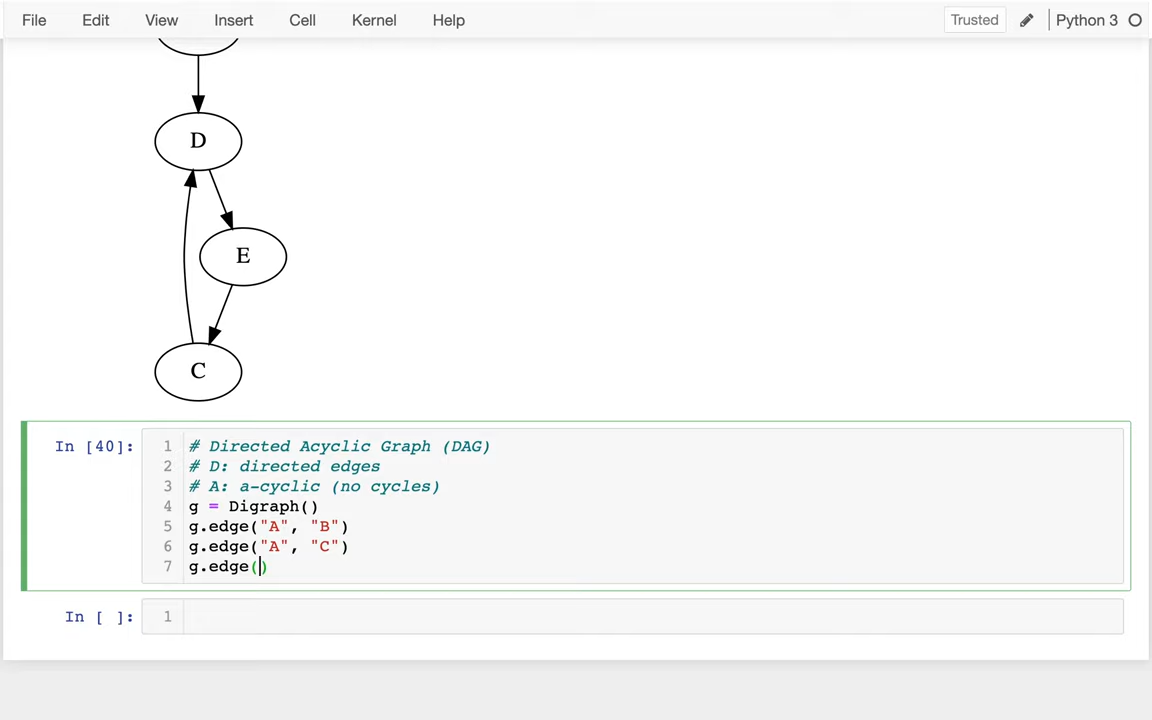 File Edit View Insert Cell Kernel Help Trusted Python 3
D
E
C
In [40]:
1 # Directed Acyclic Graph (DAG)
2 # D: directed edges
3 # A: a-cyclic (no cycles)
4 g = Digraph()
5 g.edge("A", "B")
6 g.edge("A", "C")
7 g.edge()
In [ ]: 1